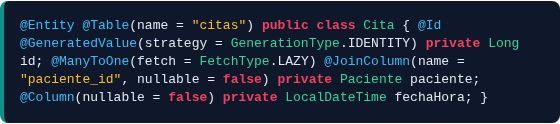 @Entity @Table(name = "citas") public class Cita { @Id
@GeneratedValue(strategy = GenerationType.IDENTITY) private Long
id; @ManyToOne(fetch = FetchType.LAZY) @JoinColumn(name =
"paciente_id", nullable = false) private Paciente paciente;
@Column(nullable = false) private LocalDateTime fechaHora; }